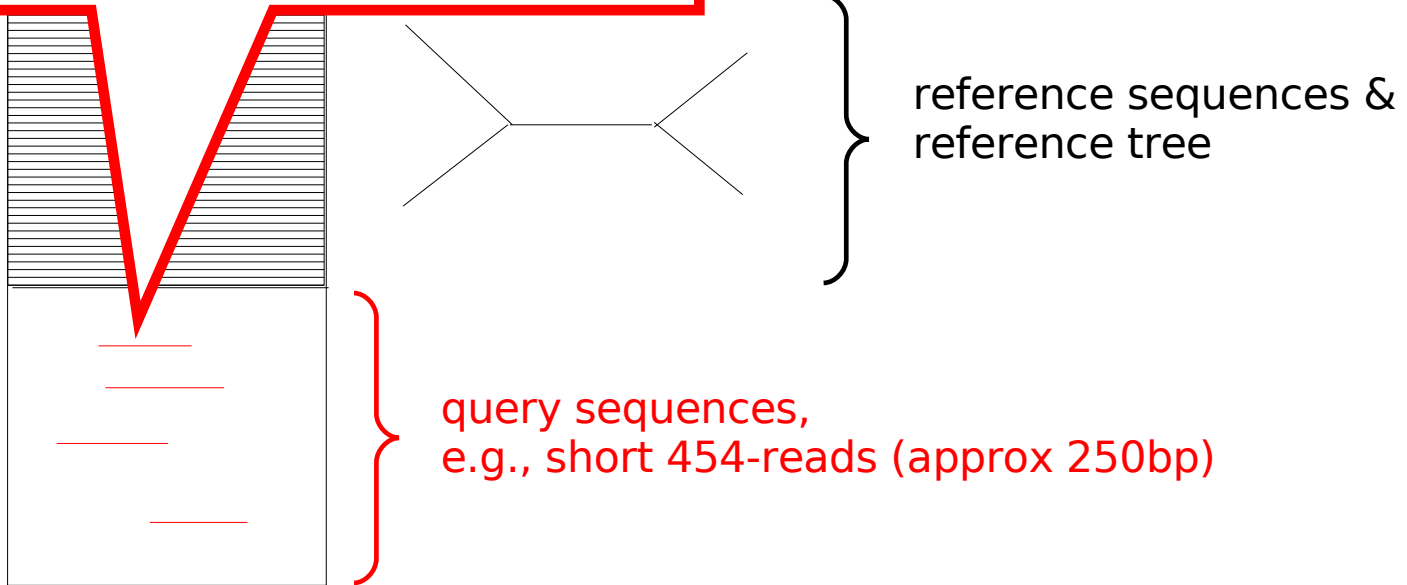 reference sequences &
reference tree
query sequences,
e.g., short 454-reads (approx 250bp)